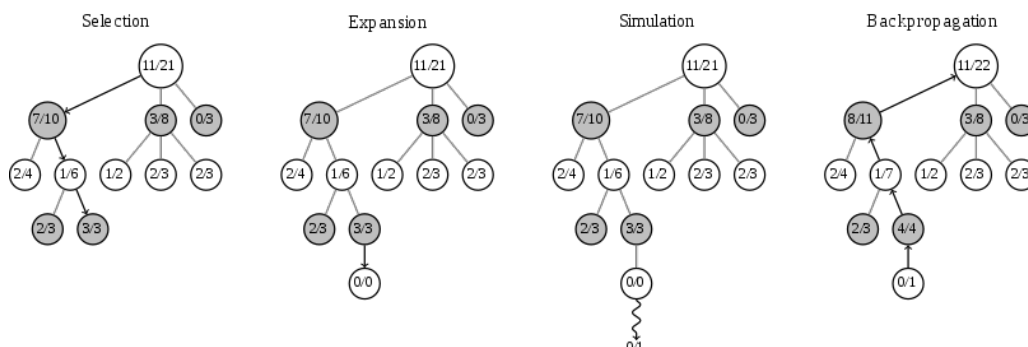 Selection Expansion Simulation Backpropagation
11/21 11/21 11/21 11/22
7/10 3/8 0/3 7/10 3/8 0/3 7/10 3/8 0/3 8/11 3/8 0/3
2/4 1/6 1/2 2/3 2/3 2/4 1/6 1/2 2/3 2/3 2/4 1/6 1/2 2/3 2/3 2/4 1/7 1/2 2/3 2/3
2/3 3/3 2/3 3/3 2/3 3/3 2/3 4/4
0/0 0/0 0/1
0/1